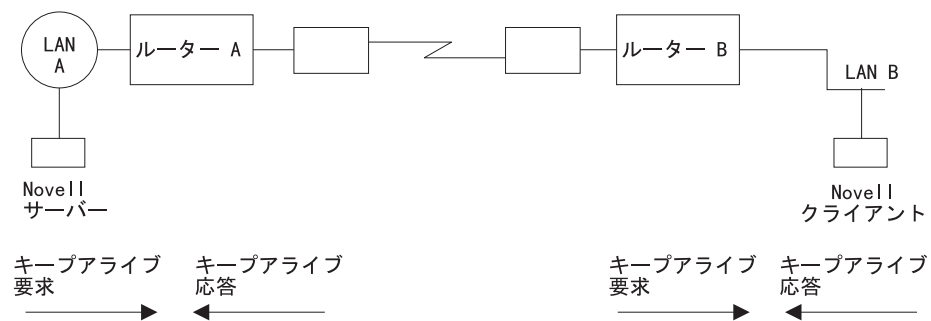 LAN
A
ルーター A
ルーター B
LAN B
Novell
サーバー
Novell
クライアント
キープアライブ
要求
キープアライブ
応答
キープアライブ
要求
キープアライブ
応答